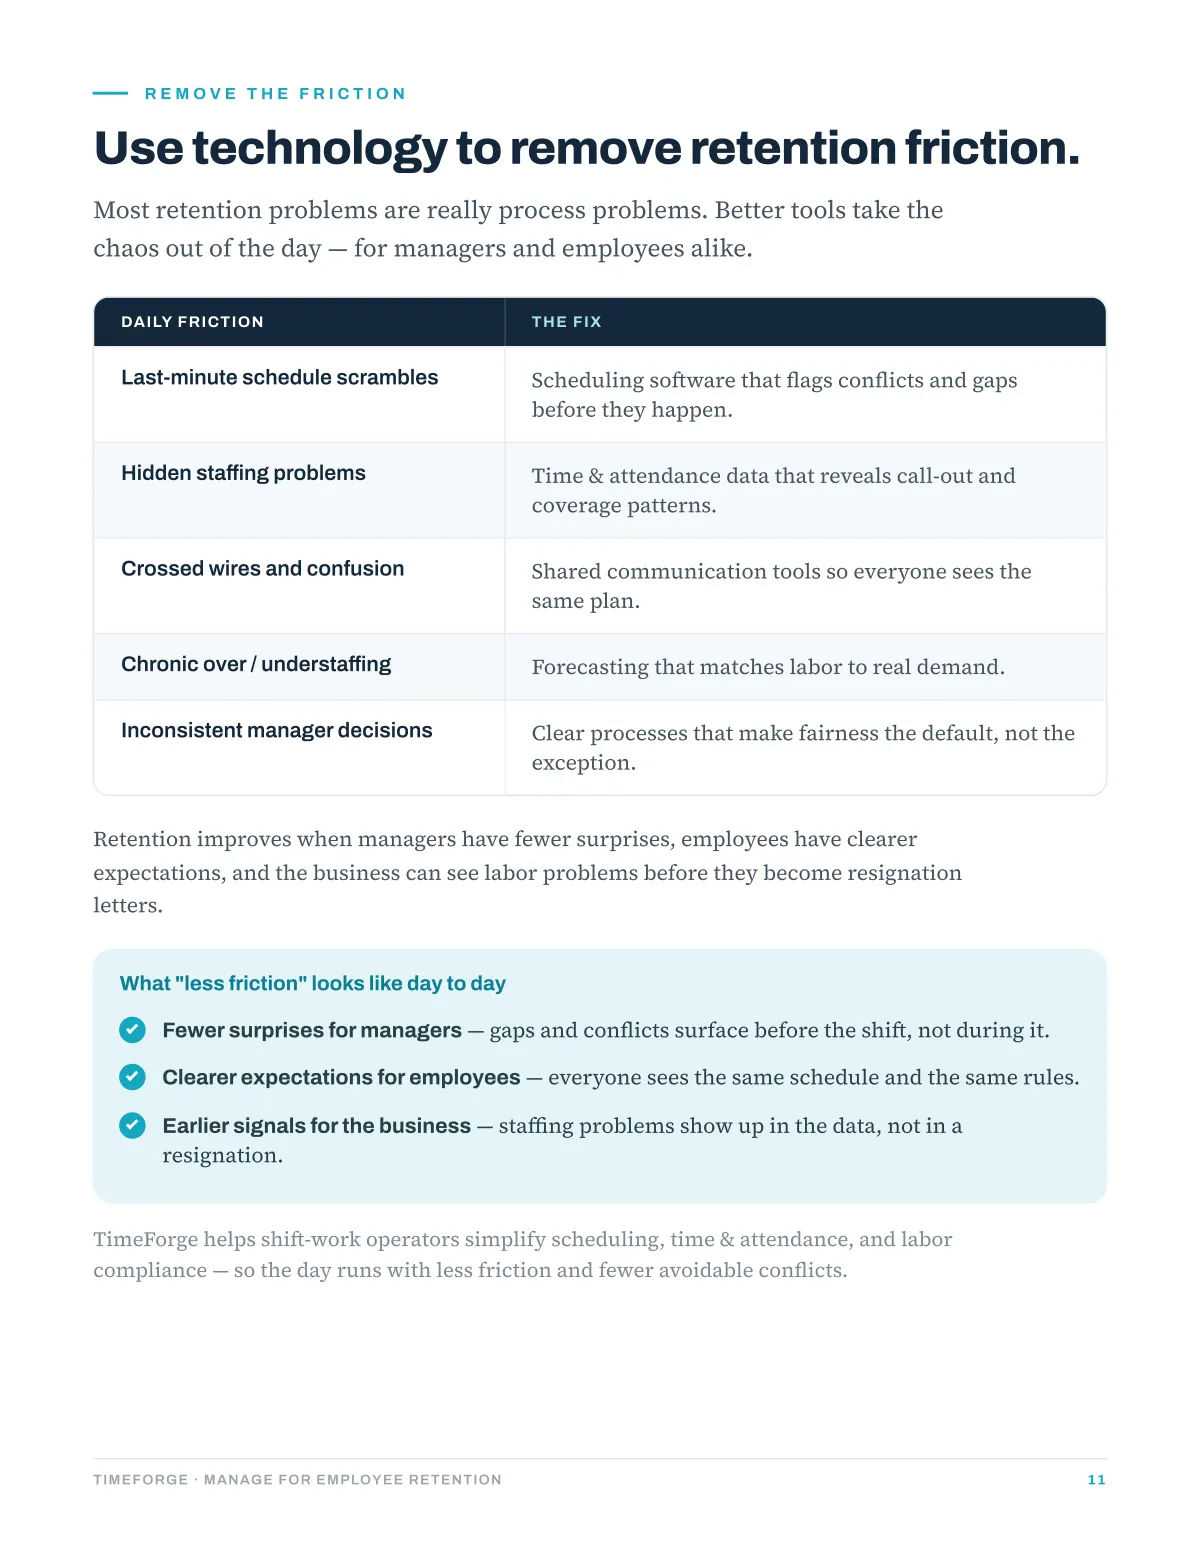 REMOVE THE FRICTION
Use technology to remove retention friction.
Most retention problems are really process problems. Better tools take the
chaos out of the day — for managers and employees alike.
DAILY FRICTION
THE FIX
Last-minute schedule scrambles
Scheduling software that flags conflicts and gaps
before they happen.
Hidden staffing problems
Time & attendance data that reveals call-out and
coverage patterns.
Crossed wires and confusion
Shared communication tools so everyone sees the
same plan.
Chronic over / understaffing
Forecasting that matches labor to real demand.
Inconsistent manager decisions
Clear processes that make fairness the default, not the
exception.
Retention improves when managers have fewer surprises, employees have clearer
expectations, and the business can see labor problems before they become resignation
letters.
What "less friction" looks like day to day
Fewer surprises for managers — gaps and conflicts surface before the shift, not during it.
Clearer expectations for employees — everyone sees the same schedule and the same rules.
Earlier signals for the business — staffing problems show up in the data, not in a
resignation.
TimeForge helps shift-work operators simplify scheduling, time & attendance, and labor
compliance — so the day runs with less friction and fewer avoidable conflicts.
TIMEFORGE · MANAGE FOR EMPLOYEE RETENTION
11